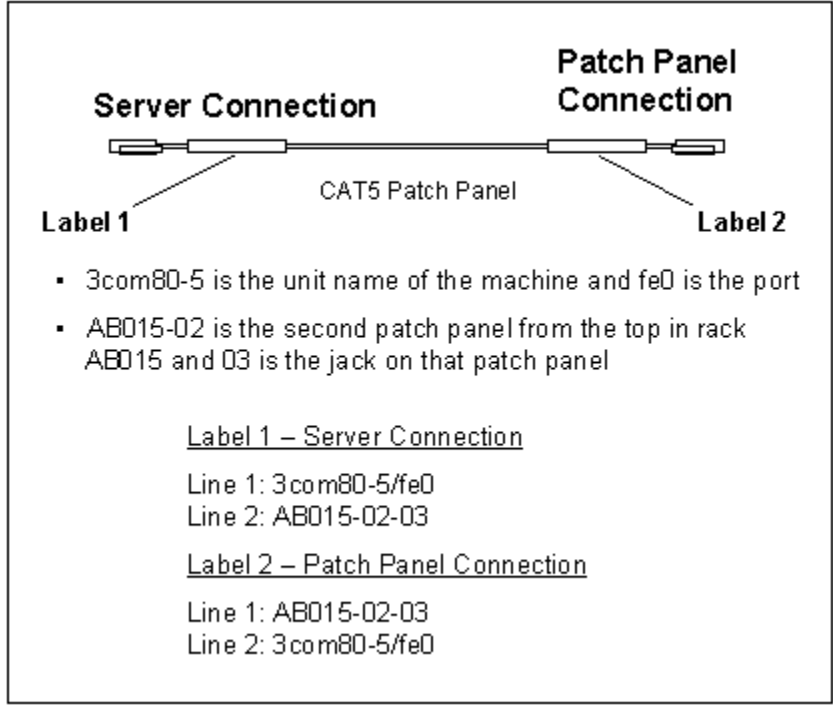 Server Connection
Patch Panel
Connection
CAT5 Patch Panel
Label 1
Label 2
▪ 3com80-5 is the unit name of the machine and fe0 is the port
▪ AB015-02 is the second patch panel from the top in rack
AB015 and 03 is the jack on that patch panel
Label 1 – Server Connection
Line 1: 3com80-5/fe0
Line 2: AB015-02-03
Label 2 – Patch Panel Connection
Line 1: AB015-02-03
Line 2: 3com80-5/fe0